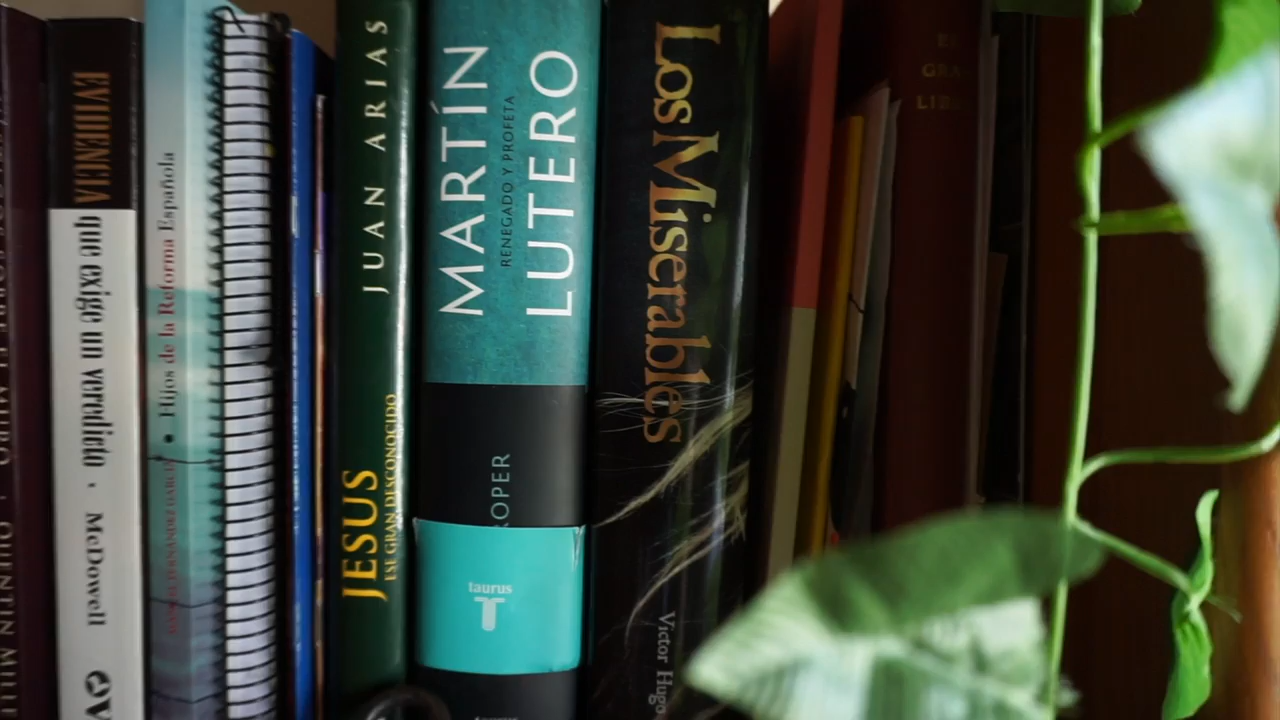 EVIDENCIA que exige un veredicto · McDowell
• Hijos de la Reforma Española
JESUS
ESE GRAN DESCONOCIDO
JUAN ARIAS
MARTÍN
RENEGADO Y PROFETA
LUTERO
ROPER
taurus
Los Miserables
Victor Hugo